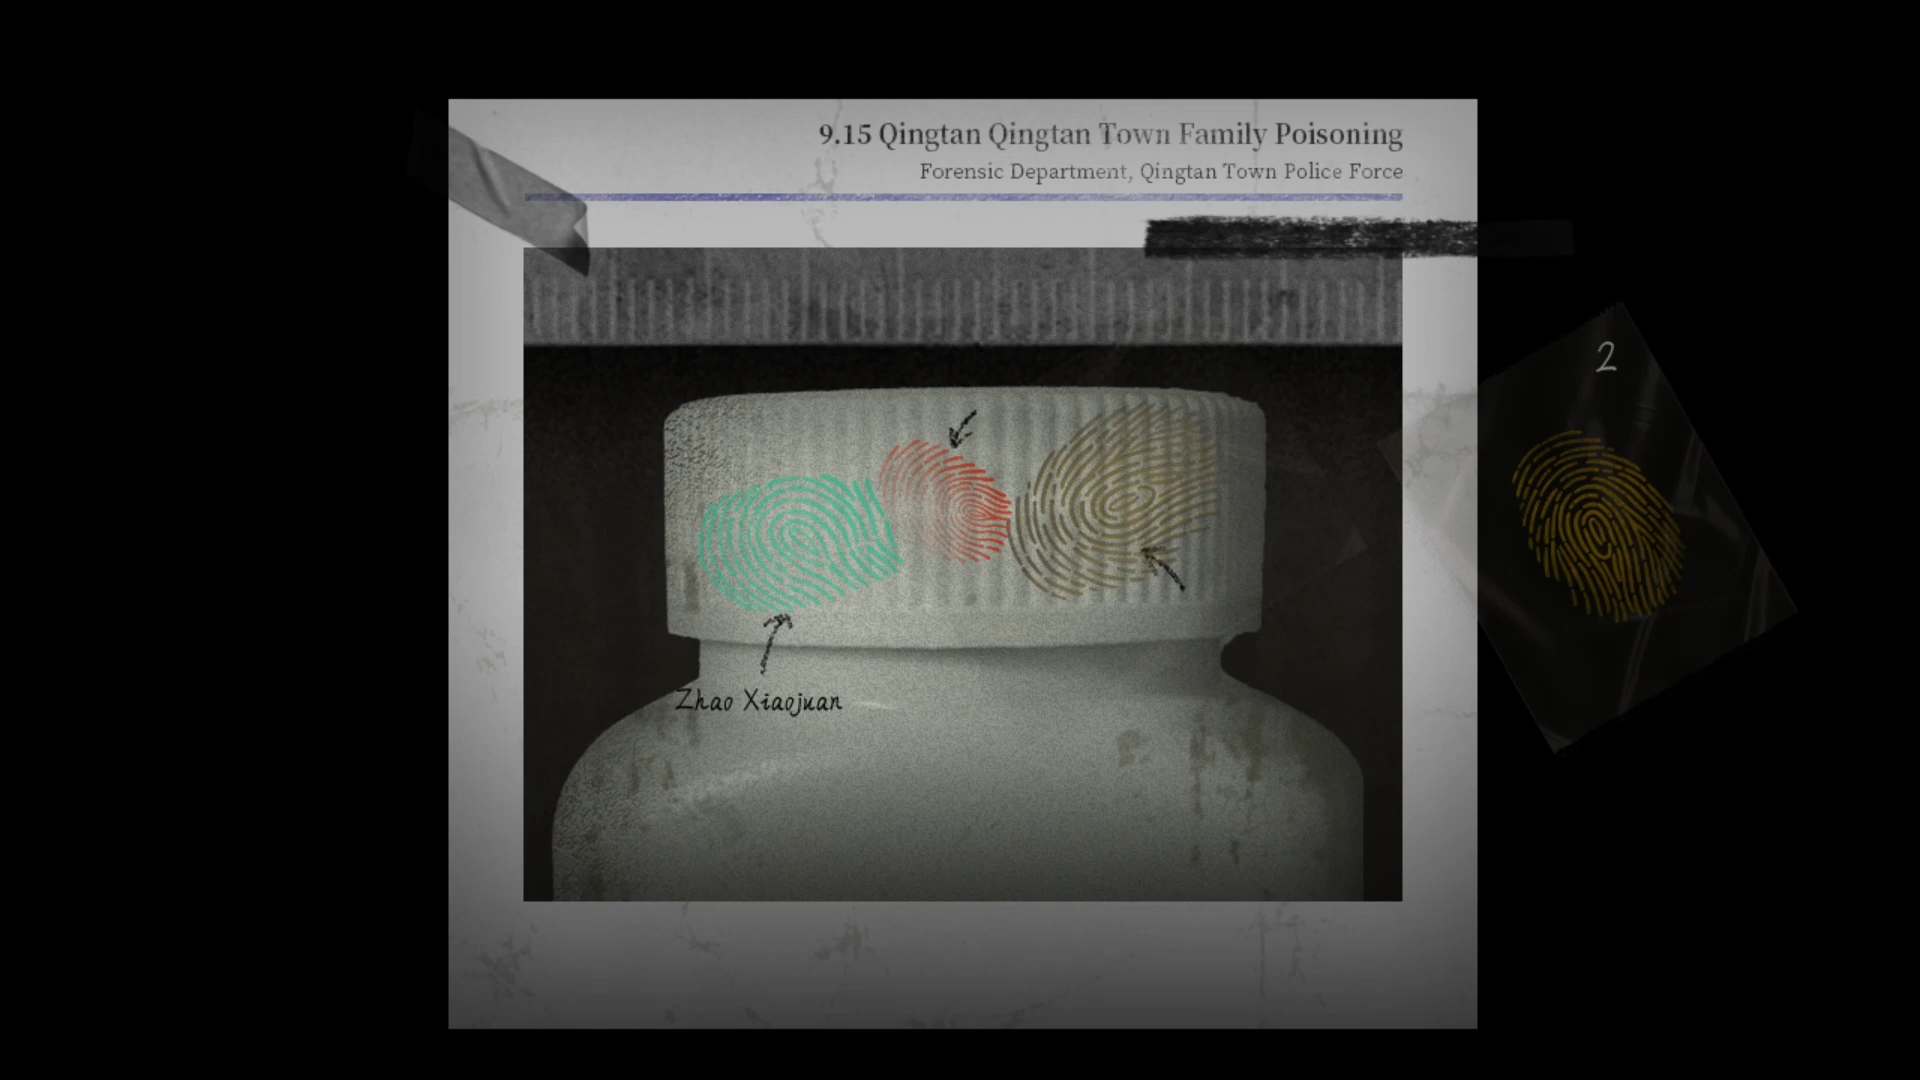 9.15 Qingtan Qingtan Town Family Poisoning
Forensic Department, Qingtan Town Police Force
2
Zhao Xiaojuan